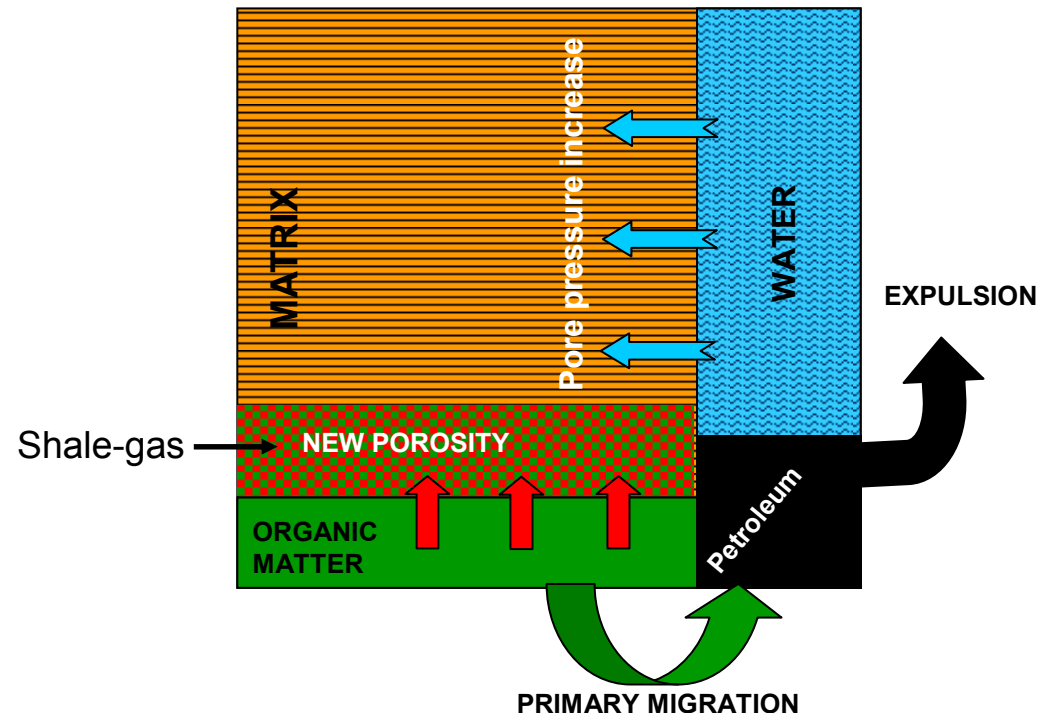 MATRIX
Pore pressure increase
WATER
EXPULSION
Shale-gas
NEW POROSITY
ORGANIC
MATTER
Petroleum
PRIMARY MIGRATION